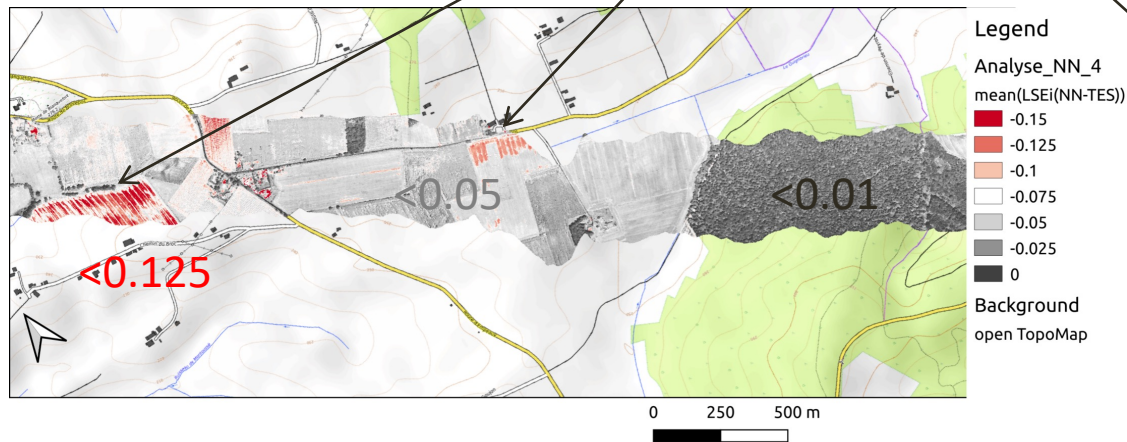 Legend
Analyse_NN_4
mean(LSEi(NN-TES))
-0.15
-0.125
-0.1
-0.075
-0.05
-0.025
0
Background
open TopoMap
<0.05
<0.01
<0.125
0 250 500 m